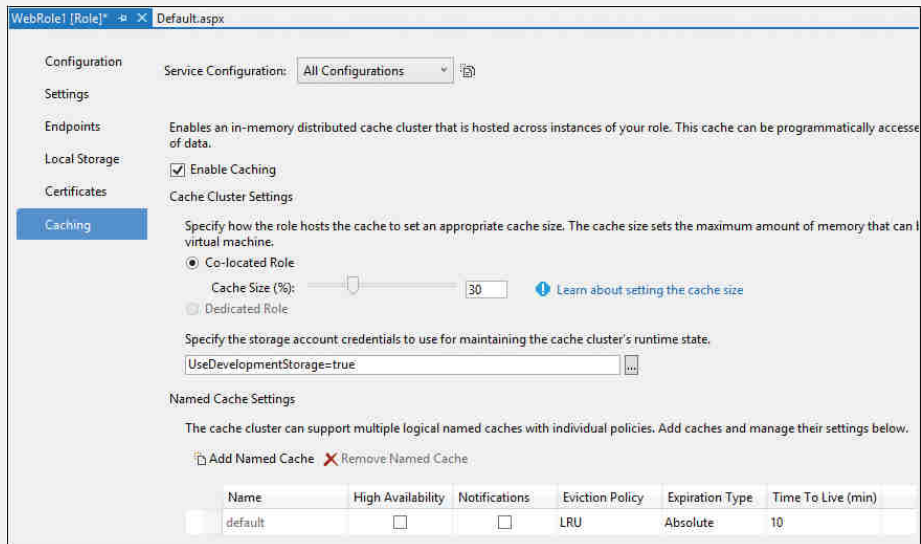 WebRole1 [Role]* Default.aspx
Configuration
Service Configuration: All Configurations
Settings
Endpoints
Enables an in-memory distributed cache cluster that is hosted across instances of your role. This cache can be programmatically accesse
of data.
Local Storage
Enable Caching
Certificates
Cache Cluster Settings
Caching
Specify how the role hosts the cache to set an appropriate cache size. The cache size sets the maximum amount of memory that can
virtual machine.
Co-located Role
Cache Size (%): 30 Learn about setting the cache size
Dedicated Role
Specify the storage account credentials to use for maintaining the cache cluster's runtime state.
UseDevelopmentStorage=true ...
Named Cache Settings
The cache cluster can support multiple logical named caches with individual policies. Add caches and manage their settings below.
Add Named Cache Remove Named Cache
Name High Availability Notifications Eviction Policy Expiration Type Time To Live (min)
default LRU Absolute 10